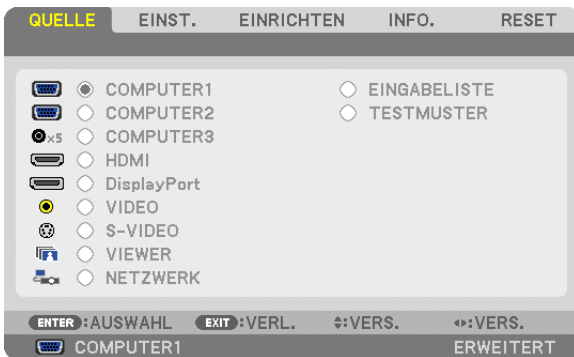 QUELLE EINST. EINRICHTEN INFO. RESET
COMPUTER1 EINGABELISTE
COMPUTER2 TESTMUSTER
×5 COMPUTER3
HDMI
DisplayPort
VIDEO
S-VIDEO
VIEWER
NETZWERK
ENTER :AUSWAHL EXIT :VERL. :VERS. :VERS.
COMPUTER1 ERWEITERT